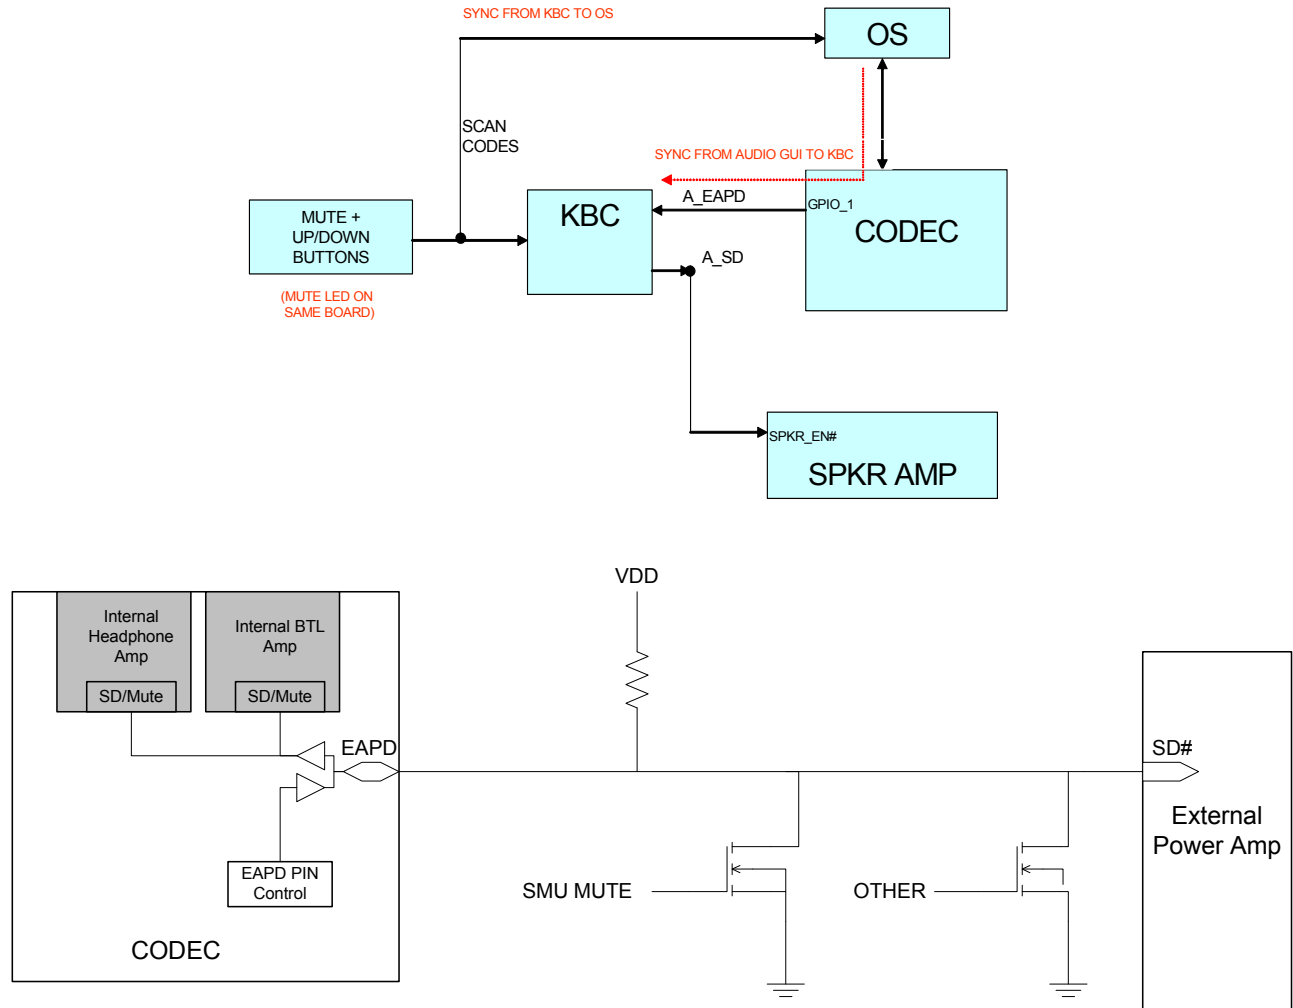 SYNC FROM KBC TO OS
OS
SCAN
CODES
SYNC FROM AUDIO GUI TO KBC
A_EAPD
GPIO_1
KBC
CODEC
MUTE +
UP/DOWN
BUTTONS
A_SD
(MUTE LED ON
SAME BOARD)
SPKR_EN#
SPKR AMP
VDD
Internal
Headphone
Amp
Internal BTL
Amp
SD/Mute
SD/Mute
EAPD
SD#
External
Power Amp
EAPD PIN
Control
SMU MUTE
OTHER
CODEC